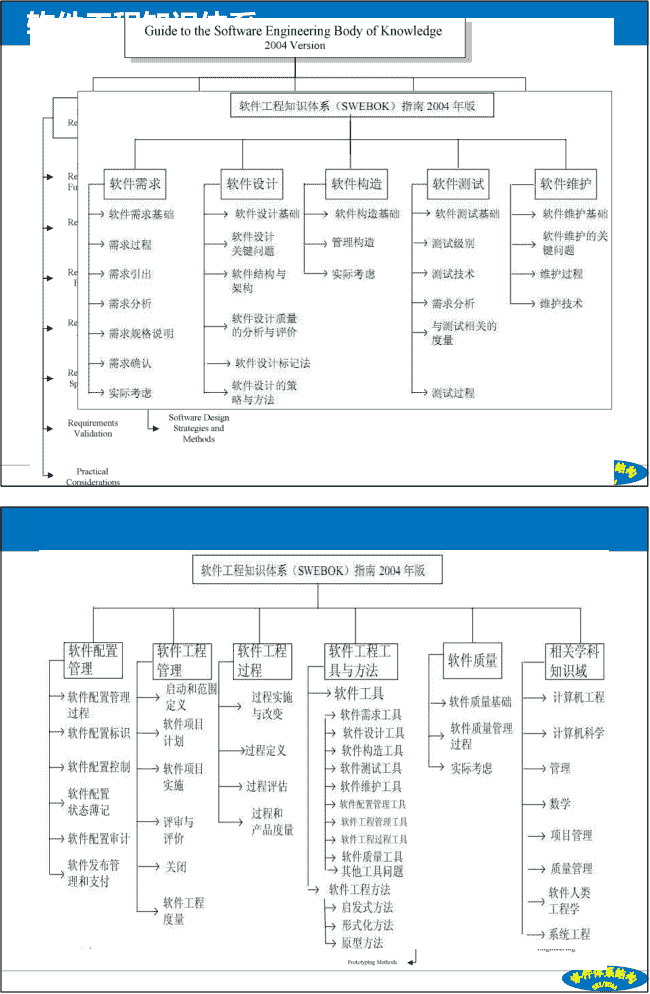 软件工程知识体系
Guide to the Software Engineering Body of Knowledge
2004 Version
软件工程知识体系（SWEBOK）指南 2004 年版
软件需求
软件需求基础
需求过程
需求引出
需求分析
需求规格说明
需求确认
实际考虑
软件设计
软件设计基础
软件设计
关键问题
软件结构与
架构
软件设计质量
的分析与评价
软件设计标记法
软件设计的策
略与方法
软件构造
软件构造基础
管理构造
实际考虑
软件测试
软件测试基础
测试级别
测试技术
需求分析
与测试相关的
度量
测试过程
软件维护
软件维护基础
软件维护的关
键问题
维护过程
维护技术
Re
Re
Fu
Re
Re
Re
Re
Sp
Requirements
Validation
Practical
Considerations
Software Design
Strategies and
Methods
软件工程知识体系（SWEBOK）指南 2004 年版
软件配置
管理
软件配置管理
过程
软件配置标识
软件配置控制
软件配置
状态薄记
软件配置审计
软件发布管
理和支付
软件工程
管理
启动和范围
定义
软件项目
计划
软件项目
实施
评审与
评价
关闭
软件工程
度量
软件工程
过程
过程实施
与改变
过程定义
过程评估
过程和
产品度量
软件工程工
具与方法
软件工具
软件需求工具
软件设计工具
软件构造工具
软件测试工具
软件维护工具
软件配置管理工具
软件工程管理工具
软件工程过程工具
软件质量工具
其他工具问题
软件工程方法
启发式方法
形式化方法
原型方法
Prototyping Methods
软件质量
软件质量基础
软件质量管理
过程
实际考虑
相关学科
知识域
计算机工程
计算机科学
管理
数学
项目管理
质量管理
软件人类
工程学
系统工程
Engineering
软件体系结构